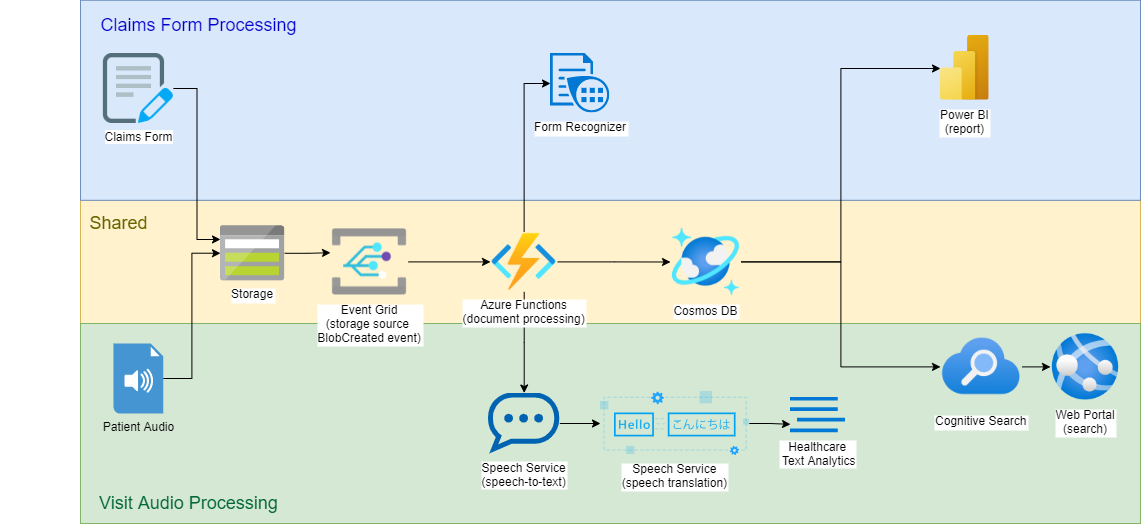 Claims Form Processing
Claims Form
Form Recognizer
Power BI
(report)
Shared
Storage
Event Grid
(storage source
BlobCreated event)
Azure Functions
(document processing)
Cosmos DB
Patient Audio
Speech Service
(speech-to-text)
Hello
こんにちは
Speech Service
(speech translation)
Healthcare
Text Analytics
Cognitive Search
Web Portal
(search)
Visit Audio Processing